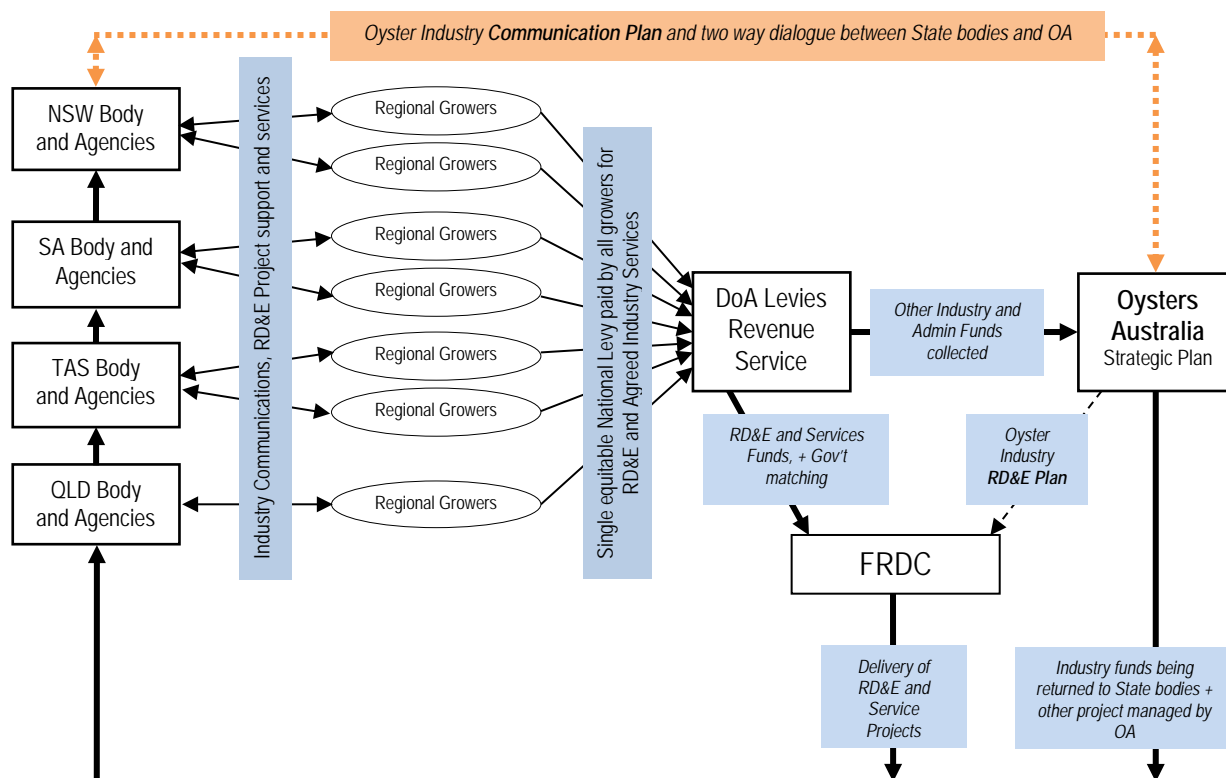 Oyster Industry Communication Plan and two way dialogue between State bodies and OA
NSW Body
and Agencies
SA Body and
Agencies
TAS Body
and Agencies
QLD Body
and Agencies
Industry Communications, RD&E Project support and services
Regional Growers
Regional Growers
Regional Growers
Regional Growers
Regional Growers
Regional Growers
Regional Growers
Single equitable National Levy paid by all growers for
RD&E and Agreed Industry Services
DoA Levies
Revenue
Service
Other Industry and
Admin Funds
collected
Oysters
Australia
Strategic Plan
RD&E and Services
Funds, + Gov't
matching
Oyster
Industry
RD&E Plan
FRDC
Delivery of
RD&E and
Service
Projects
Industry funds being
returned to State bodies +
other project managed by
OA